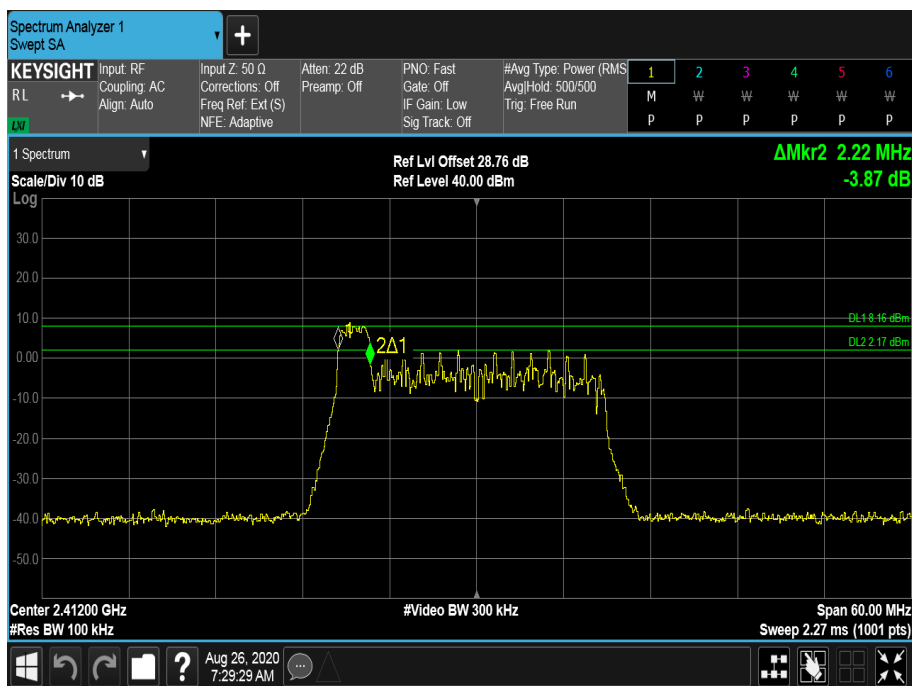 Spectrum Analyzer 1
Swept SA
+
KEYSIGHT
RL
LXI
Input: RF
Coupling: AC
Align: Auto
Input Z: 50 Ω
Corrections: Off
Freq Ref: Ext (S)
NFE: Adaptive
Atten: 22 dB
Preamp: Off
PNO: Fast
Gate: Off
IF Gain: Low
Sig Track: Off
#Avg Type: Power (RMS
Avg|Hold: 500/500
Trig: Free Run
1 2 3 4 5 6
M W W W W W
P P P P P P
1 Spectrum
Scale/Div 10 dB
Log
Ref Lvl Offset 28.76 dB
Ref Level 40.00 dBm
ΔMkr2 2.22 MHz
-3.87 dB
30.0
20.0
10.0
DL1 8.16 dBm
DL2 2.17 dBm
2Δ1
0.00
-10.0
-20.0
-30.0
-40.0
-50.0
Center 2.41200 GHz
#Res BW 100 kHz
#Video BW 300 kHz
Span 60.00 MHz
Sweep 2.27 ms (1001 pts)
?
Aug 26, 2020
7:29:29 AM